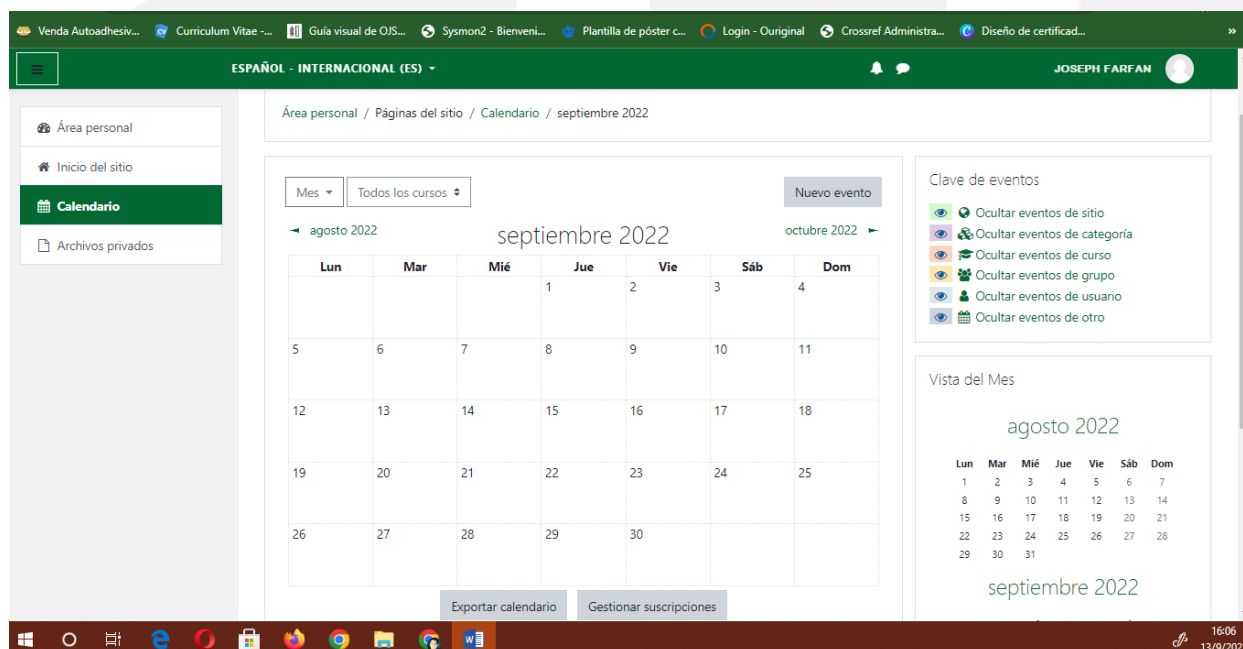 Venda Autoadhesiv... Curriculum Vitae -... Guía visual de OJS... Sysmon2 - Bienveni... Plantilla de póster c... Login - Ouriginal Crossref Administra... Diseño de certificad... »
ESPAÑOL - INTERNACIONAL (ES) JOSEPH FARFAN
Área personal / Páginas del sitio / Calendario / septiembre 2022
Área personal
Inicio del sitio
Calendario
Archivos privados
Mes Todos los cursos Nuevo evento
agosto 2022 septiembre 2022 octubre 2022
Lun Mar Mié Jue Vie Sáb Dom
1 2 3 4
5 6 7 8 9 10 11
12 13 14 15 16 17 18
19 20 21 22 23 24 25
26 27 28 29 30
Exportar calendario Gestionar suscripciones
Clave de eventos
Ocultar eventos de sitio
Ocultar eventos de categoría
Ocultar eventos de curso
Ocultar eventos de grupo
Ocultar eventos de usuario
Ocultar eventos de otro
Vista del Mes
agosto 2022
Lun Mar Mié Jue Vie Sáb Dom
1 2 3 4 5 6 7
8 9 10 11 12 13 14
15 16 17 18 19 20 21
22 23 24 25 26 27 28
29 30 31
septiembre 2022
16:06
13/9/202